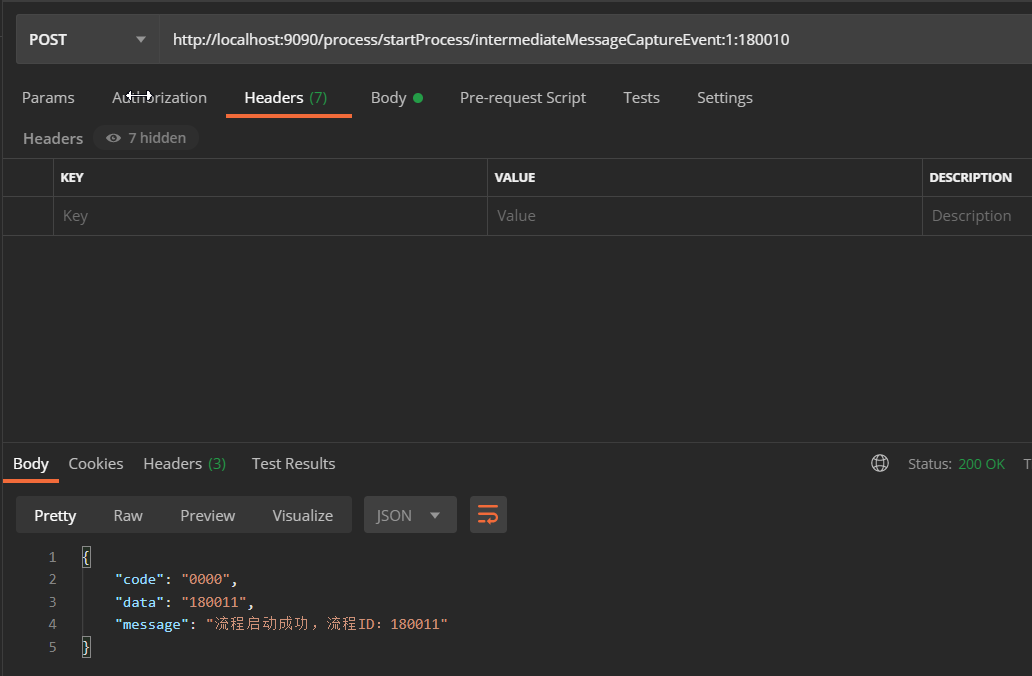 POST http://localhost:9090/process/startProcess/intermediateMessageCaptureEvent:1:180010
Params Authorization Headers (7) Body Pre-request Script Tests Settings
Headers 7 hidden
KEY VALUE DESCRIPTION
Key Value Description
Body Cookies Headers (3) Test Results Status: 200 OK T
Pretty Raw Preview Visualize JSON
1 {
2 "code": "0000",
3 "data": "180011",
4 "message": "流程启动成功，流程ID：180011"
5 }